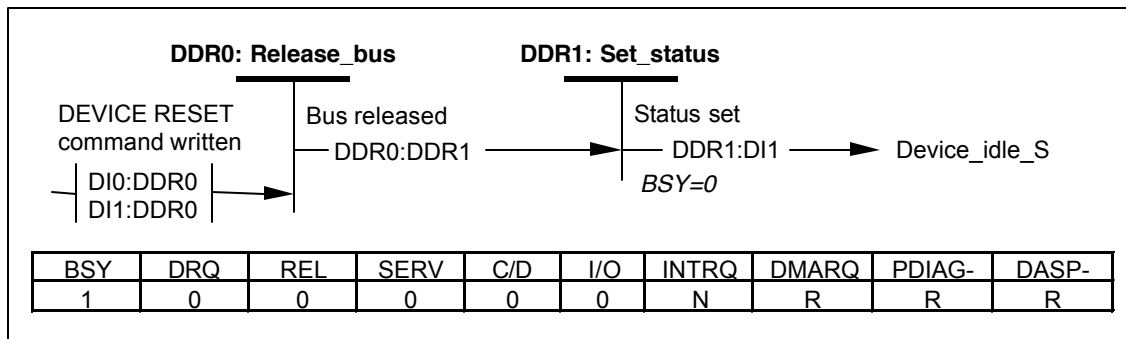 DDR0: Release_bus
DDR1: Set_status
DEVICE RESET
command written
DI0:DDR0
DI1:DDR0
Bus released
DDR0:DDR1
Status set
DDR1:DI1
BSY=0
Device_idle_S
BSY DRQ REL SERV C/D I/O INTRQ DMARQ PDIAG- DASP-
1 0 0 0 0 0 N R R R